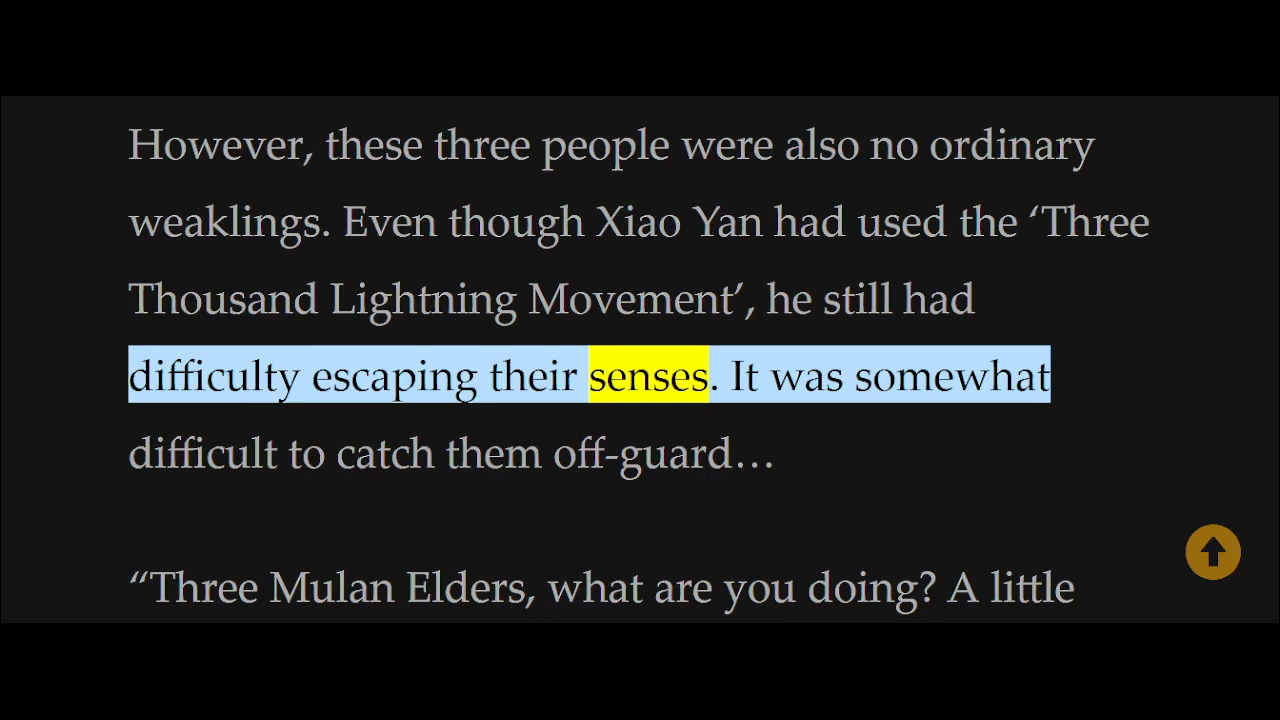 However, these three people were also no ordinary
weaklings. Even though Xiao Yan had used the ‘Three
Thousand Lightning Movement’, he still had
difficulty escaping their senses. It was somewhat
difficult to catch them off-guard…
“Three Mulan Elders, what are you doing? A little